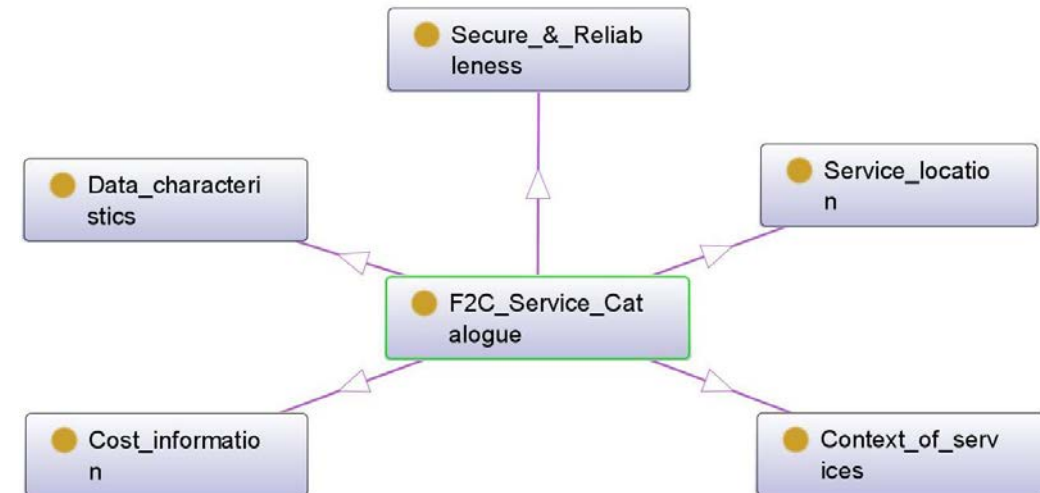 Secure_&_Reliab
leness
Data_characteri
stics
Service_locatio
n
F2C_Service_Cat
alogue
Cost_informatio
n
Context_of_serv
ices